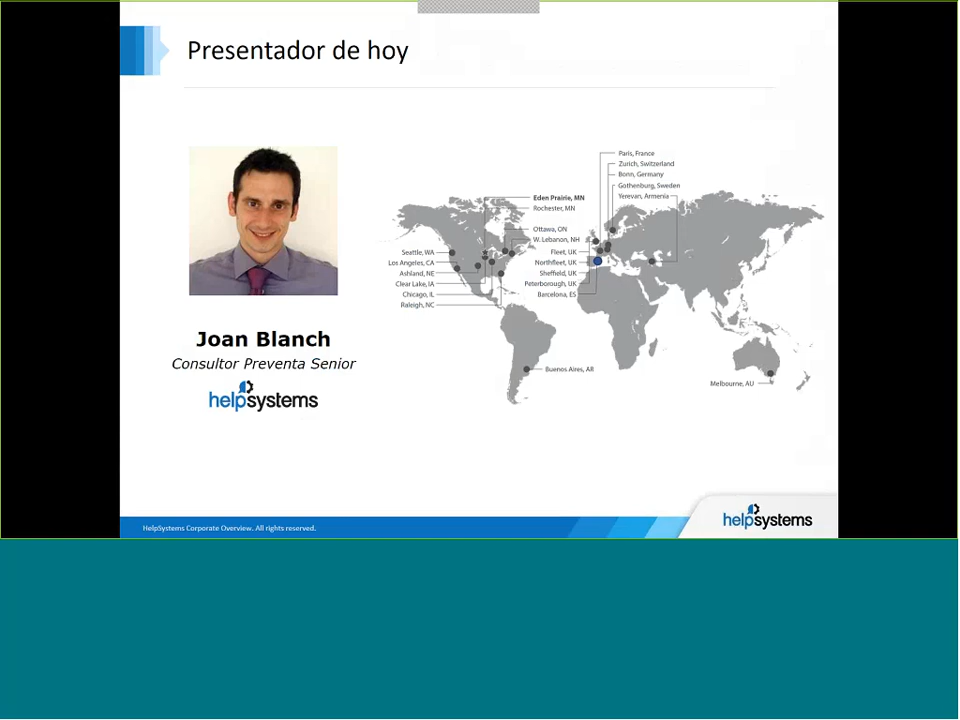 Presentador de hoy
Joan Blanch
Consultor Preventa Senior
helpsystems
Paris, France
Zurich, Switzerland
Bonn, Germany
Gothenburg, Sweden
Yerevan, Armenia
Eden Prairie, MN
Rochester, MN
Ottawa, ON
W. Lebanon, NH
Seattle, WA
Los Angeles, CA
Ashland, NE
Clear Lake, IA
Chicago, IL
Raleigh, NC
Fleet, UK
Northfleet, UK
Sheffield, UK
Peterborough, UK
Barcelona, ES
Buenos Aires, AR
Melbourne, AU
HelpSystems Corporate Overview. All rights reserved.
helpsystems